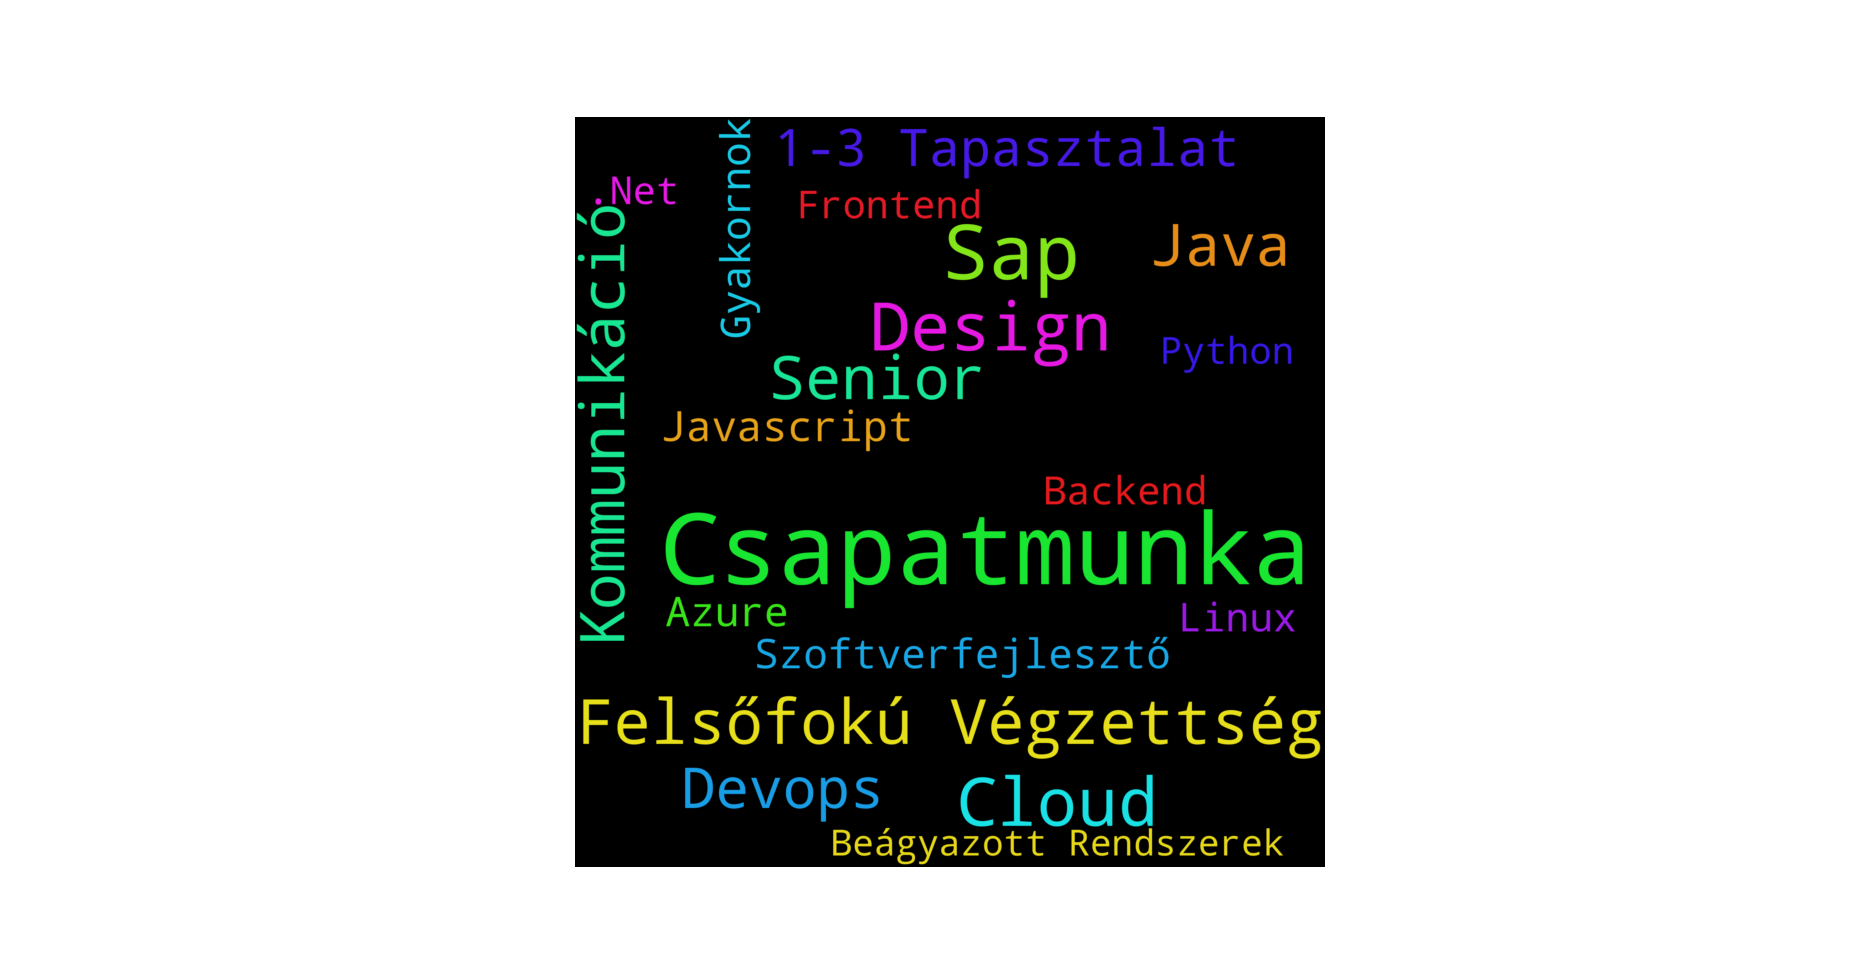 1-3 Tapasztalat
Gyakornok
.Net
Frontend
Sap
Java
Kommunikáció
Design
Python
Senior
Javascript
Backend
Csapatmunka
Azure
Linux
Szoftverfejlesztő
Felsőfokú Végzettség
Devops
Cloud
Beágyazott Rendszerek